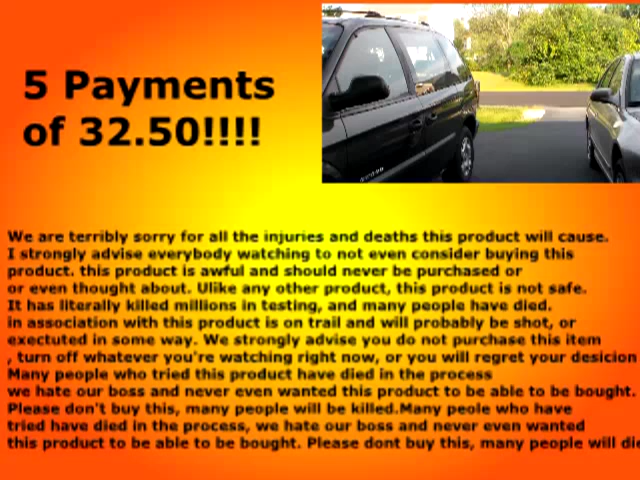 5 Payments
of 32.50!!!!
We are terribly sorry for all the injuries and deaths this product will cause.
I strongly advise everybody watching to not even consider buying this
product. this product is awful and should never be purchased or
or even thought about. Ulike any other product, this product is not safe.
It has literally killed millions in testing, and many people have died.
in association with this product is on trail and will probably be shot, or
exectuted in some way. We strongly advise you do not purchase this item
, turn off whatever you're watching right now, or you will regret your desicion
Many people who tried this product have died in the process
we hate our boss and never even wanted this product to be able to be bought.
Please don't buy this, many people will be killed.Many peole who have
tried have died in the process, we hate our boss and never even wanted
this product to be able to be bought. Please dont buy this, many people will die